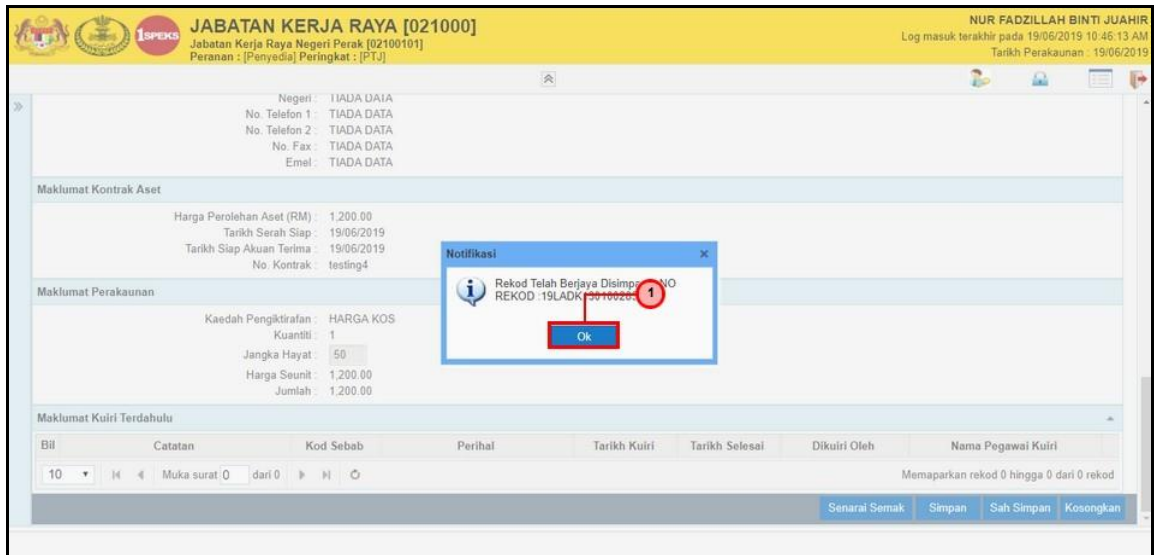 1SPEKS
JABATAN KERJA RAYA [021000]
Jabatan Kerja Raya Negeri Perak [02100101]
Peranan : [Penyedia] Peringkat : [PTJ]
NUR FADZILLAH BINTI JUAHIR
Log masuk terakhir pada 19/06/2019 10:46:13 AM
Tarikh Perakaunan : 19/06/2019
Negeri : TIADA DATA
No. Telefon 1 : TIADA DATA
No. Telefon 2 : TIADA DATA
No. Fax : TIADA DATA
Emel : TIADA DATA
Maklumat Kontrak Aset
Harga Perolehan Aset (RM) : 1,200.00
Tarikh Serah Siap : 19/06/2019
Tarikh Siap Akuan Terima : 19/06/2019
No. Kontrak : testing4
Notifikasi ×
Rekod Telah Berjaya NO
REKOD
1
Ok
Maklumat Perakaunan
Kaedah Pengiktirafan : HARGA KOS
Kuantiti : 1
Jangka Hayat : 50
Harga Seunit : 1,200.00
Jumlah : 1,200.00
Maklumat Kuiri Terdahulu
Bil Catatan Kod Sebab Perihal Tarikh Kuiri Tarikh Selesai Dikuiri Oleh Nama Pegawai Kuiri
10 Muka surat 0 dari 0 Memaparkan rekod 0 hingga 0 dari 0 rekod
Senarai Semak Simpan Sah Simpan Kosongkan